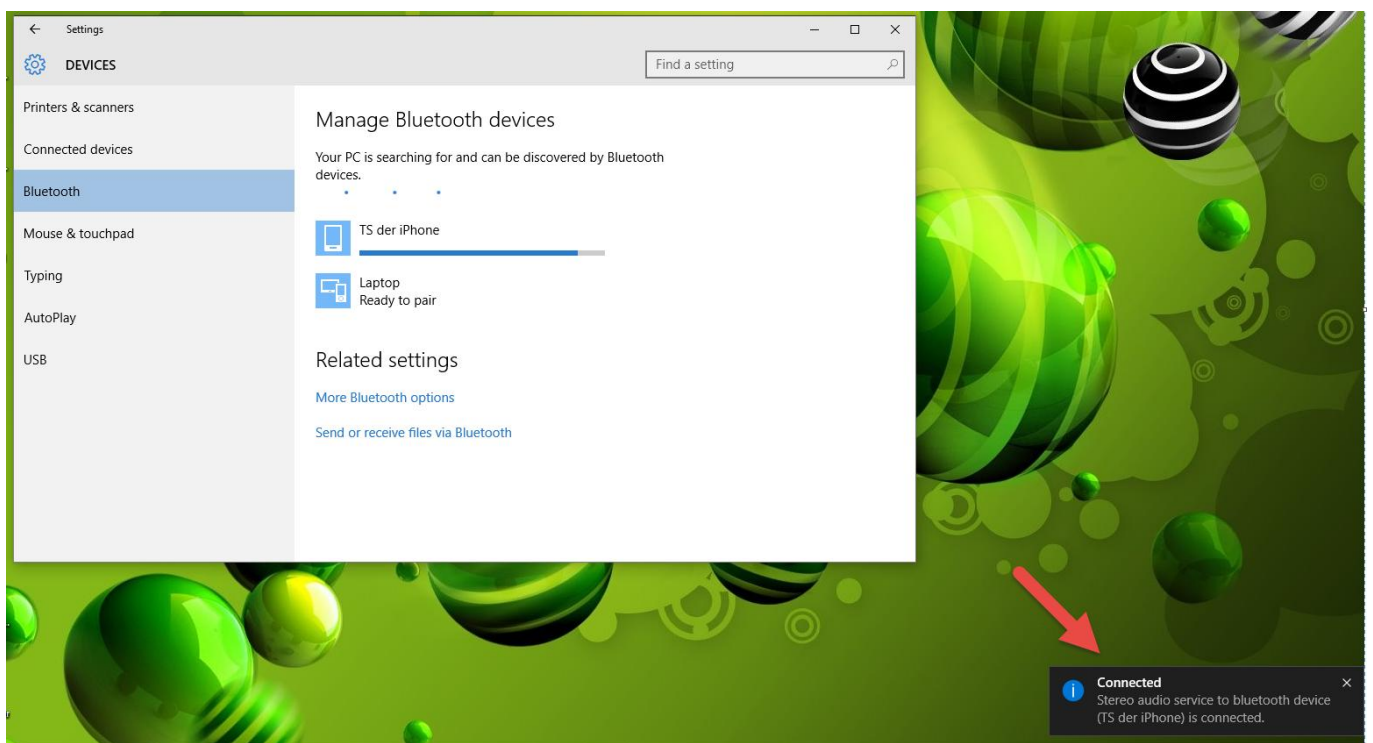 Settings
DEVICES
Find a setting
Printers & scanners
Connected devices
Bluetooth
Mouse & touchpad
Typing
AutoPlay
USB
Manage Bluetooth devices
Your PC is searching for and can be discovered by Bluetooth
devices.
TS der iPhone
Laptop
Ready to pair
Related settings
More Bluetooth options
Send or receive files via Bluetooth
Connected
Stereo audio service to bluetooth device
(TS der iPhone) is connected.